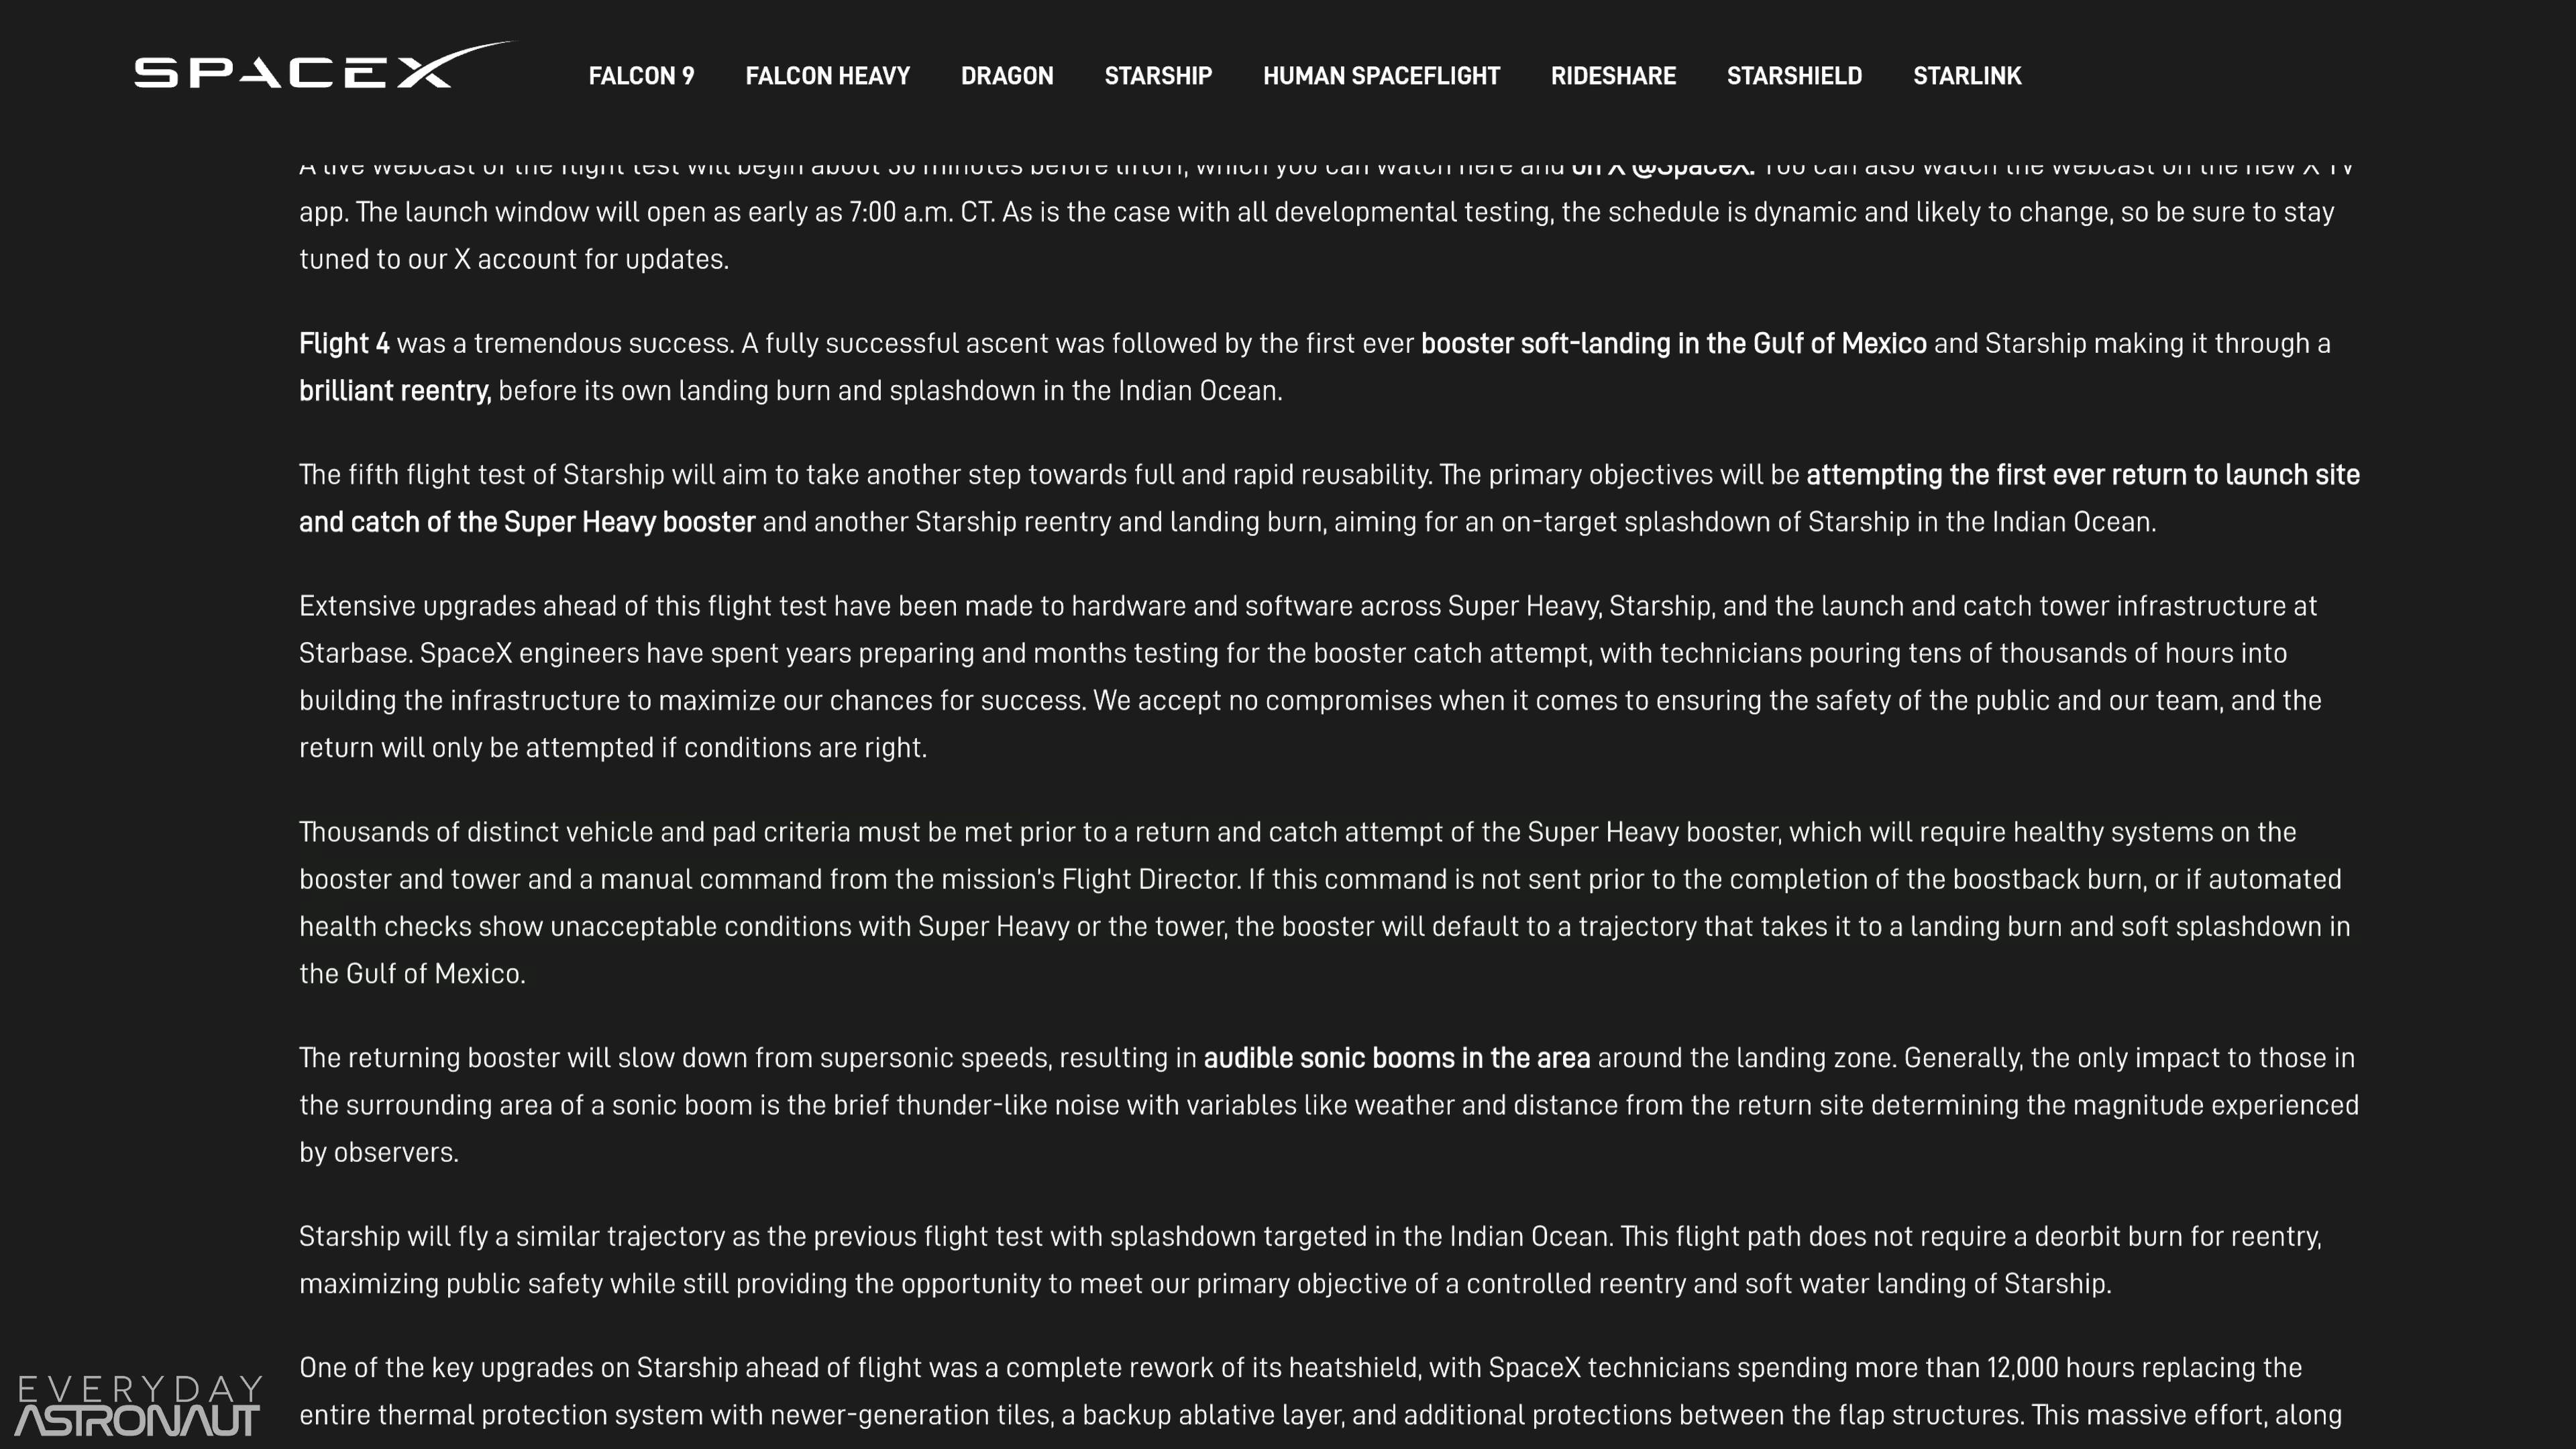 SPACEX FALCON 9 FALCON HEAVY DRAGON STARSHIP HUMAN SPACEFLIGHT RIDESHARE STARSHIELD STARLINK
A live webcast of the flight test will begin about 30 minutes before liftoff, which you can watch here and on X @SpaceX. You can also watch the webcast on the new X TV
app. The launch window will open as early as 7:00 a.m. CT. As is the case with all developmental testing, the schedule is dynamic and likely to change, so be sure to stay
tuned to our X account for updates.
Flight 4 was a tremendous success. A fully successful ascent was followed by the first ever booster soft-landing in the Gulf of Mexico and Starship making it through a
brilliant reentry, before its own landing burn and splashdown in the Indian Ocean.
The fifth flight test of Starship will aim to take another step towards full and rapid reusability. The primary objectives will be attempting the first ever return to launch site
and catch of the Super Heavy booster and another Starship reentry and landing burn, aiming for an on-target splashdown of Starship in the Indian Ocean.
Extensive upgrades ahead of this flight test have been made to hardware and software across Super Heavy, Starship, and the launch and catch tower infrastructure at
Starbase. SpaceX engineers have spent years preparing and months testing for the booster catch attempt, with technicians pouring tens of thousands of hours into
building the infrastructure to maximize our chances for success. We accept no compromises when it comes to ensuring the safety of the public and our team, and the
return will only be attempted if conditions are right.
Thousands of distinct vehicle and pad criteria must be met prior to a return and catch attempt of the Super Heavy booster, which will require healthy systems on the
booster and tower and a manual command from the mission's Flight Director. If this command is not sent prior to the completion of the boostback burn, or if automated
health checks show unacceptable conditions with Super Heavy or the tower, the booster will default to a trajectory that takes it to a landing burn and soft splashdown in
the Gulf of Mexico.
The returning booster will slow down from supersonic speeds, resulting in audible sonic booms in the area around the landing zone. Generally, the only impact to those in
the surrounding area of a sonic boom is the brief thunder-like noise with variables like weather and distance from the return site determining the magnitude experienced
by observers.
Starship will fly a similar trajectory as the previous flight test with splashdown targeted in the Indian Ocean. This flight path does not require a deorbit burn for reentry,
maximizing public safety while still providing the opportunity to meet our primary objective of a controlled reentry and soft water landing of Starship.
One of the key upgrades on Starship ahead of flight was a complete rework of its heatshield, with SpaceX technicians spending more than 12,000 hours replacing the
entire thermal protection system with newer-generation tiles, a backup ablative layer, and additional protections between the flap structures. This massive effort, along
EVERYDAY
ASTRONAUT